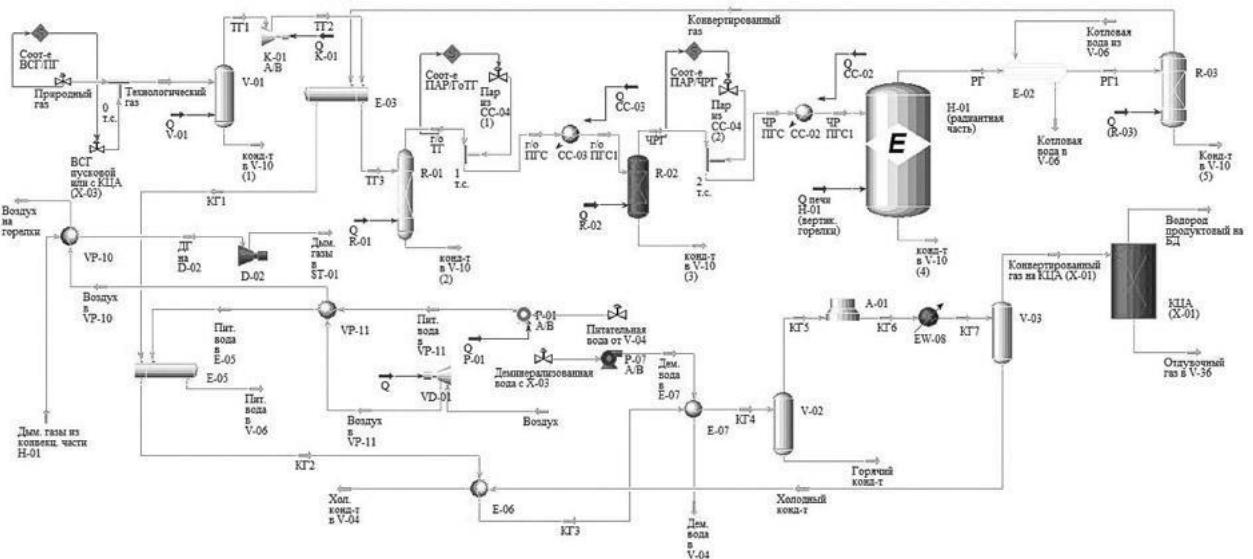 Соот-е
ВСГ/ПГ
Природный
газ
0
т.с.
Технологический
газ
ВСГ
пусковой
или с КЦА
(X-03)
ТГ1
V-01
Q
V-01
конд-т
в V-10
(1)
ТГ2
К-01
А/В
Q
К-01
E-03
ТГ3
Соот-е
ПАР/ГоТГ
г/о
ТГ
Пар
из
СС-04
(1)
R-01
Q
R-01
1
т.с.
конд-т
в V-10
(2)
г/о
ПГС
Q
СС-03
СС-03
г/о
ПГС1
Конвертированный
газ
Соот-е
ПАР/ЧРГ
ЧРГ
Пар
из
СС-04
(2)
R-02
Q
R-02
2
т.с.
конд-т
в V-10
(3)
ЧР
ПГС
Q
СС-02
СС-02
ЧР
ПГС1
E
H-01
(радиантная
часть)
Q печи
H-01
(вертик.
горелки)
конд-т
в V-10
(4)
РГ
E-02
Котловая
вода из
V-06
Котловая
вода в
V-06
РГ1
R-03
Q
(R-03)
Конд-т
в V-10
(5)
КГ1
Воздух
на
горелки
VP-10
ДГ
на
D-02
D-02
Дым.
газы
в
ST-01
Воздух
в
VP-10
Пит.
вода
в
E-05
VP-11
Пит.
вода в
VP-11
P-01
А/В
Q
P-01
Питательная
вода от V-04
Деминерализованная
вода с X-03
P-07
А/В
Дем.
вода
в
E-07
E-05
Пит.
вода
в
V-06
Q
VD-01
Воздух
в
VP-11
Воздух
E-07
КГ4
Дым. газы из
конвекц. части
H-01
КГ2
Хол.
конд-т
в V-04
E-06
КГ3
Дем.
вода в
V-04
V-02
Горячий
конд-т
Холодный
конд-т
КГ5
А-01
КГ6
EW-08
КГ7
V-03
Конвертированный
газ на КЦА (X-01)
Водород
продуктовый на
БД
КЦА
(X-01)
Отдувочный
газ в V-36